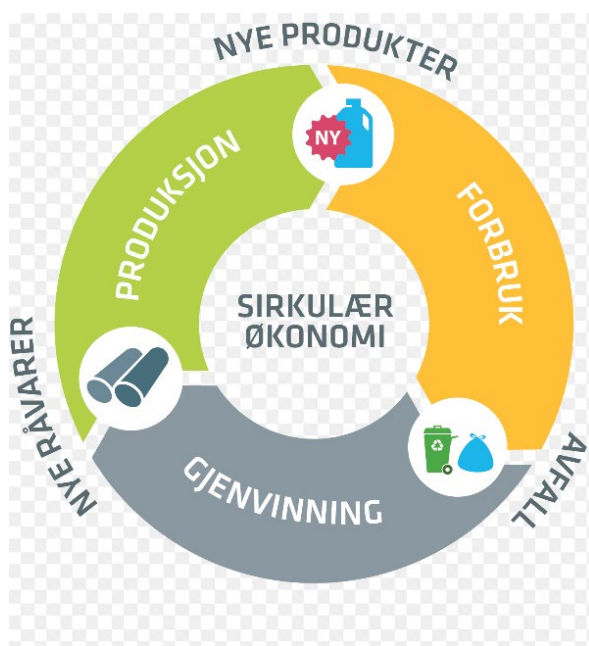 NYE PRODUKTER
NY
PRODUKSJON
FORBRUK
SIRKULÆR
ØKONOMI
NYE RÅVARER
GJENVINNING
AVFALL